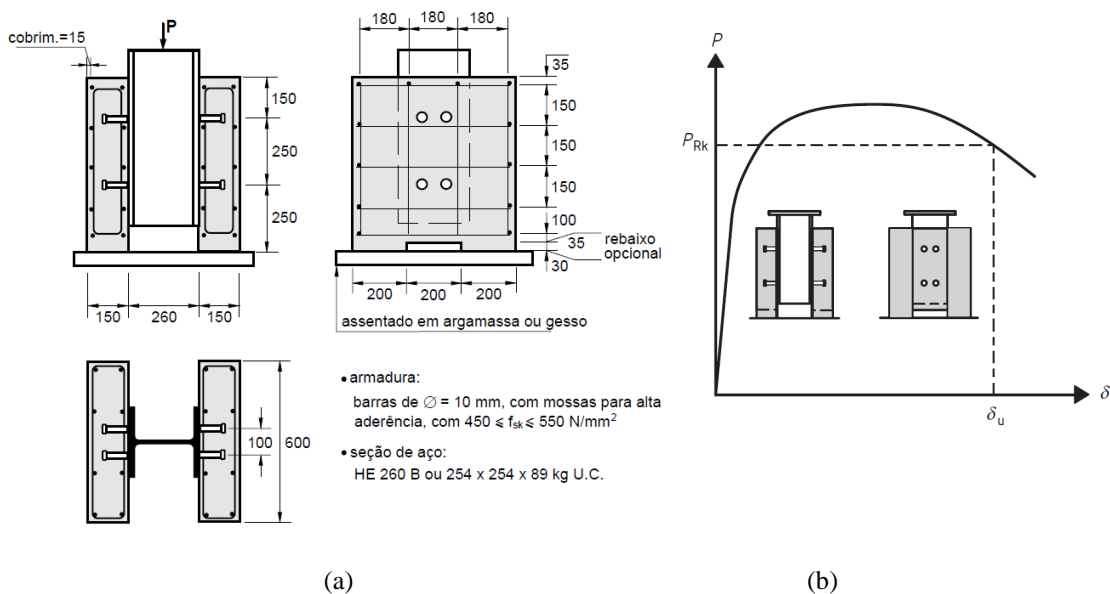 P
cobrim.=15
150
250
250
150
260
150
180
180
180
35
150
150
150
100
35
30
rebaixo
opcional
200
200
200
assentado em argamassa ou gesso
100
600
• armadura:
barras de ∅ = 10 mm, com mossas para alta
aderência, com 450 ⩽ fsk ⩽ 550 N/mm²
• seção de aço:
HE 260 B ou 254 x 254 x 89 kg U.C.
(a)
P
PRk
δ
δu
(b)